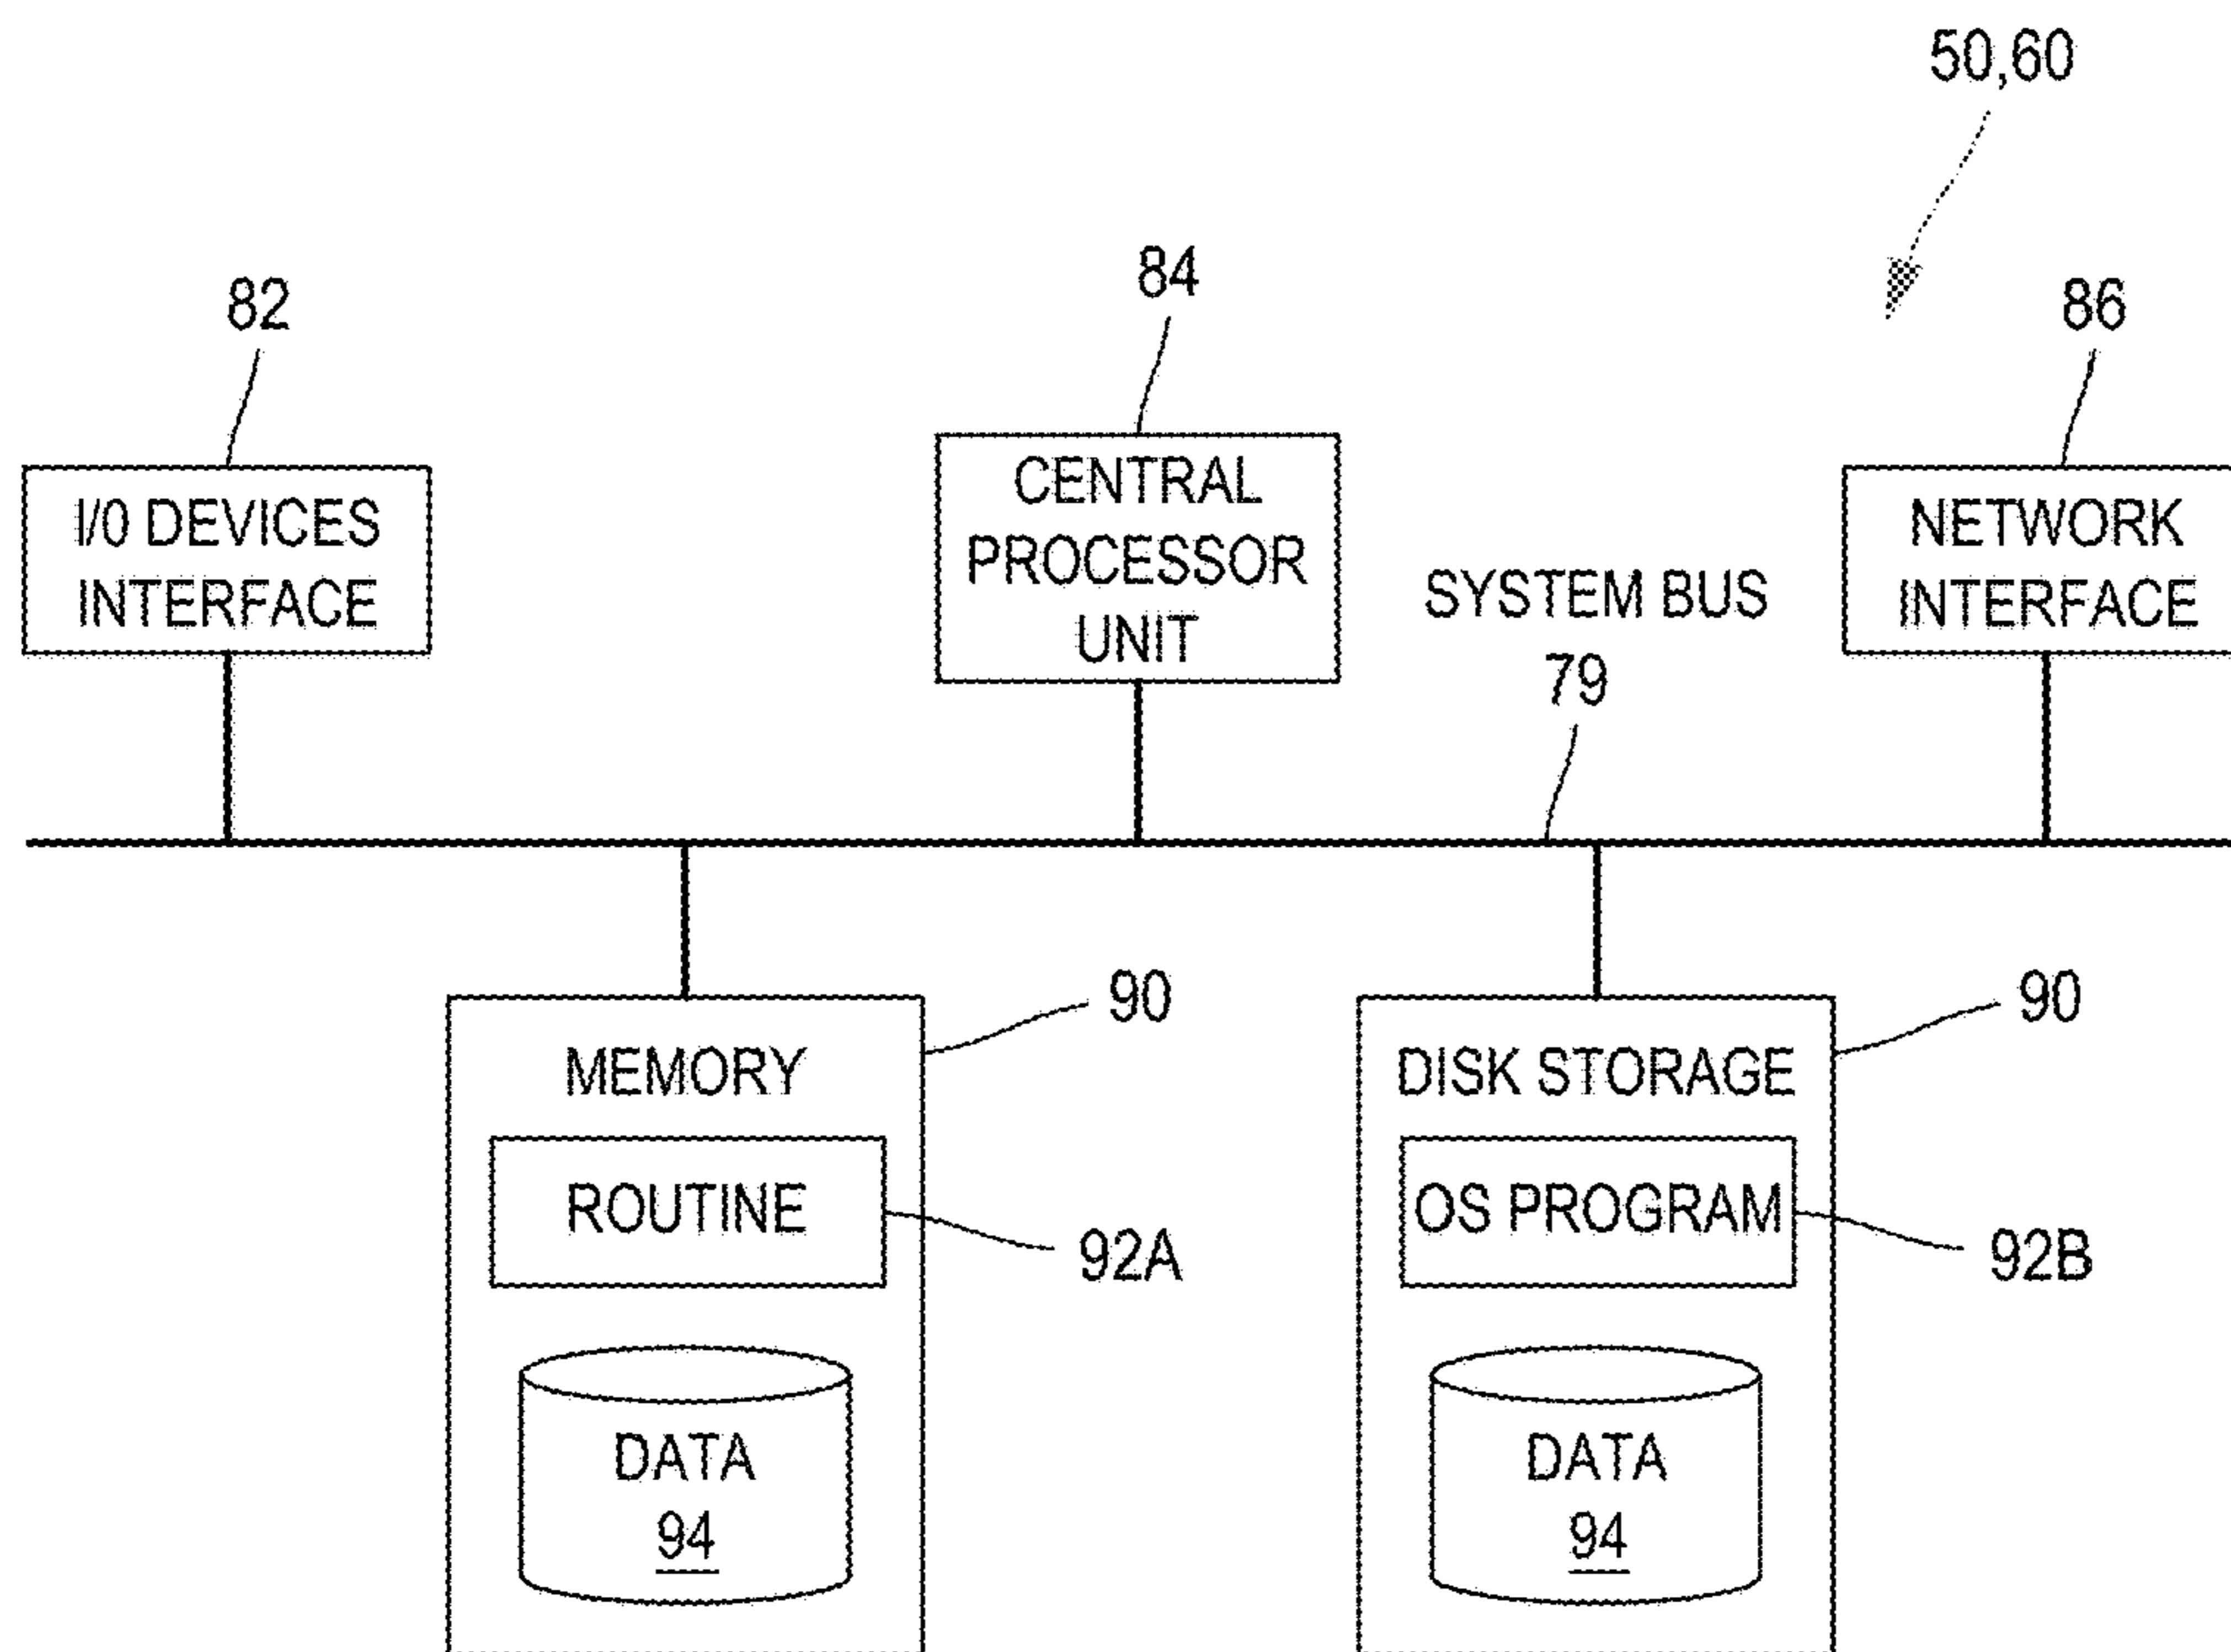 50,60
82
84
86
I/0 DEVICES
INTERFACE
CENTRAL
PROCESSOR
UNIT
SYSTEM BUS
79
NETWORK
INTERFACE
MEMORY
90
ROUTINE
92A
DATA
94
DISK STORAGE
90
OS PROGRAM
92B
DATA
94